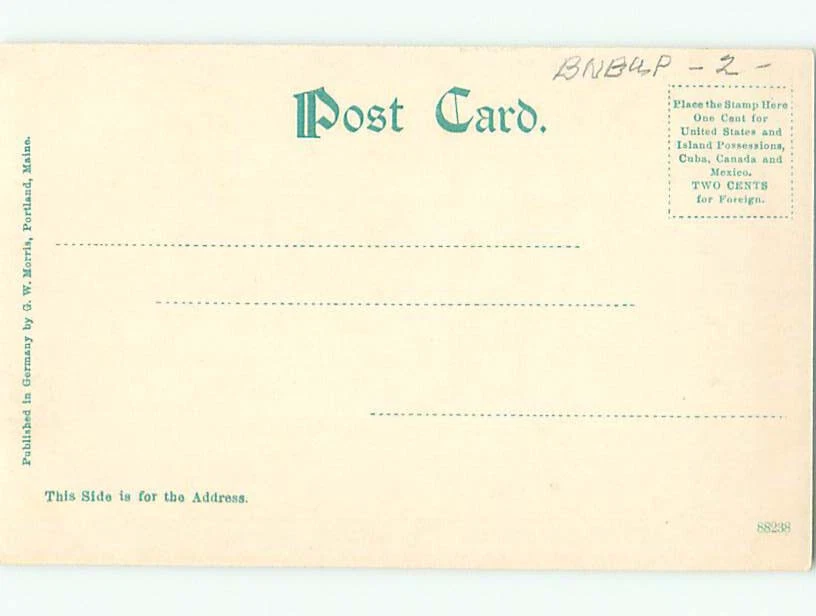 BNBUP - 2 -
Post Card.
Place the Stamp Here
One Cent for
United States and
Island Possessions,
Cuba, Canada and
Mexico.
TWO CENTS
for Foreign.
Published in Germany by G. W. Morris, Portland, Maine.
This Side is for the Address.
88238